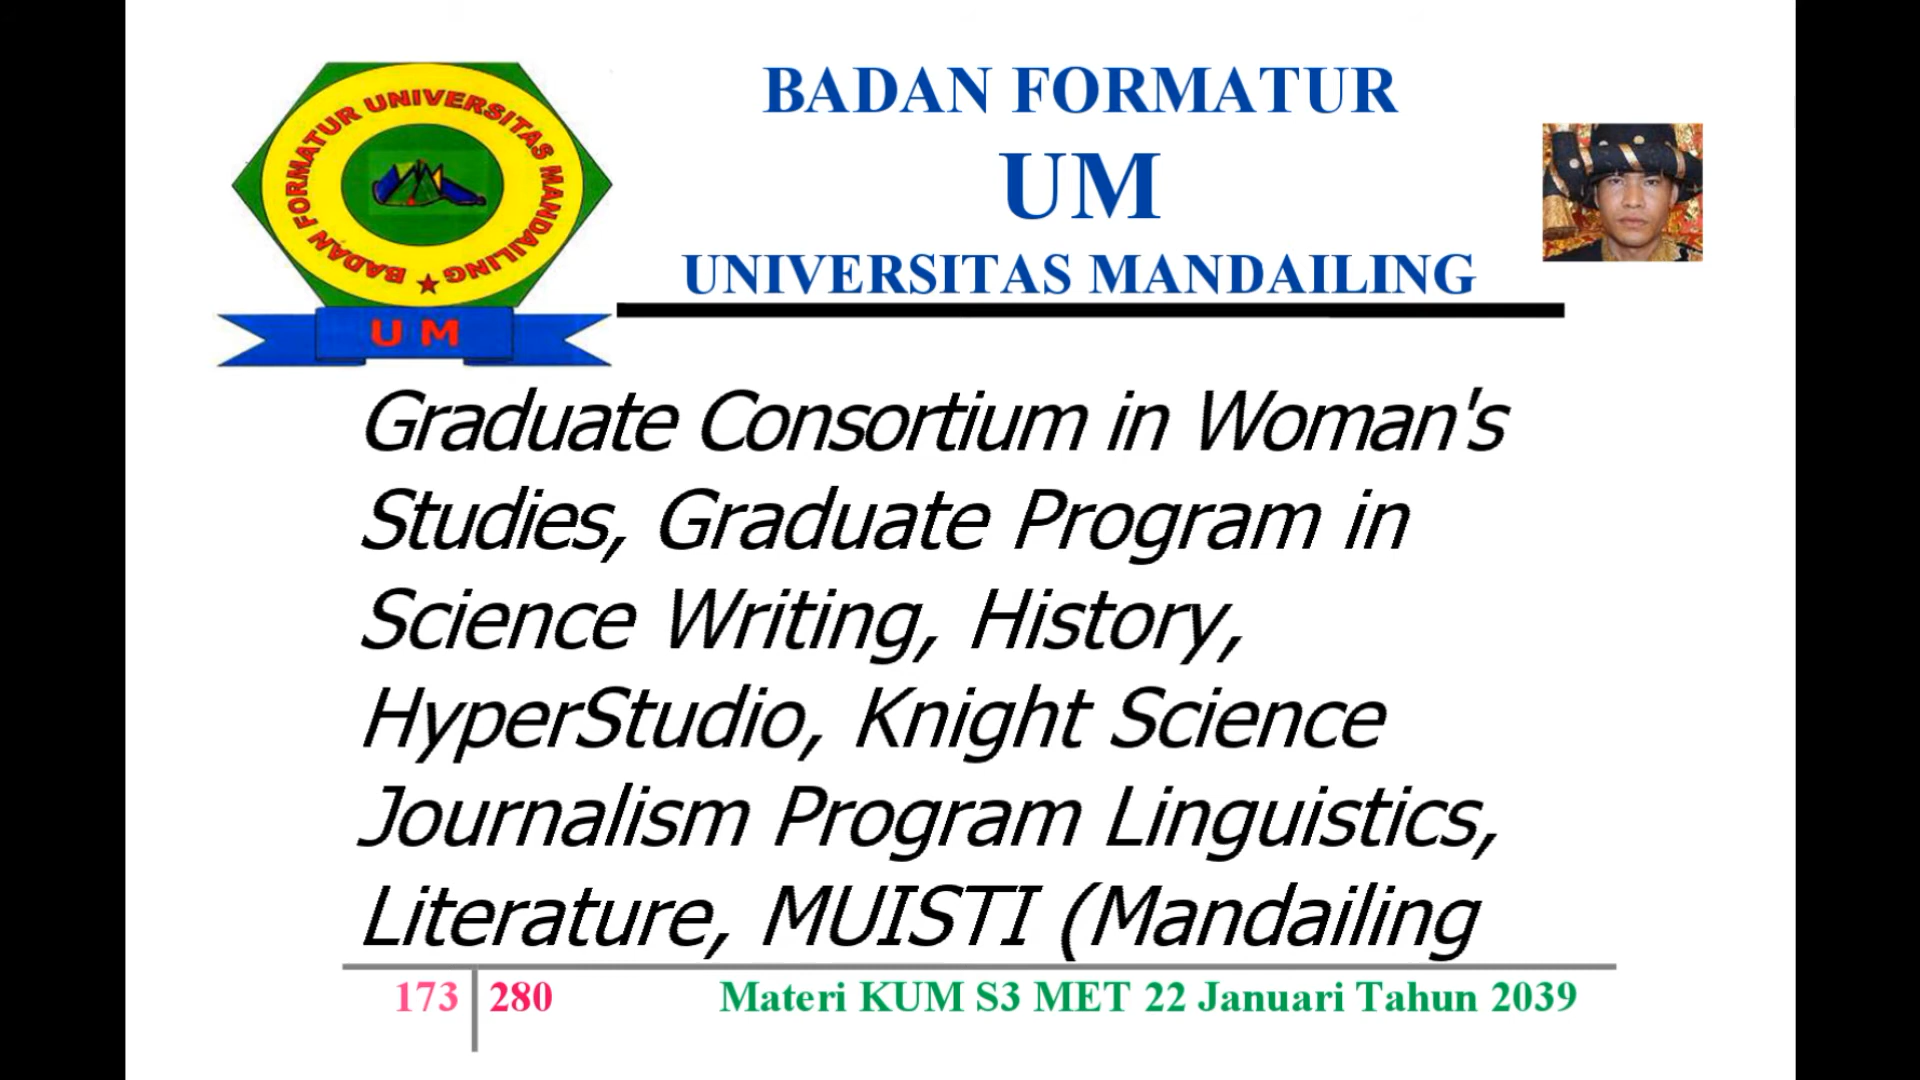 BADAN FORMATUR UNIVERSITAS MANDAILING
U M
BADAN FORMATUR
UM
UNIVERSITAS MANDAILING
Graduate Consortium in Woman's
Studies, Graduate Program in
Science Writing, History,
HyperStudio, Knight Science
Journalism Program Linguistics,
Literature, MUISTI (Mandailing
173 280
Materi KUM S3 MET 22 Januari Tahun 2039